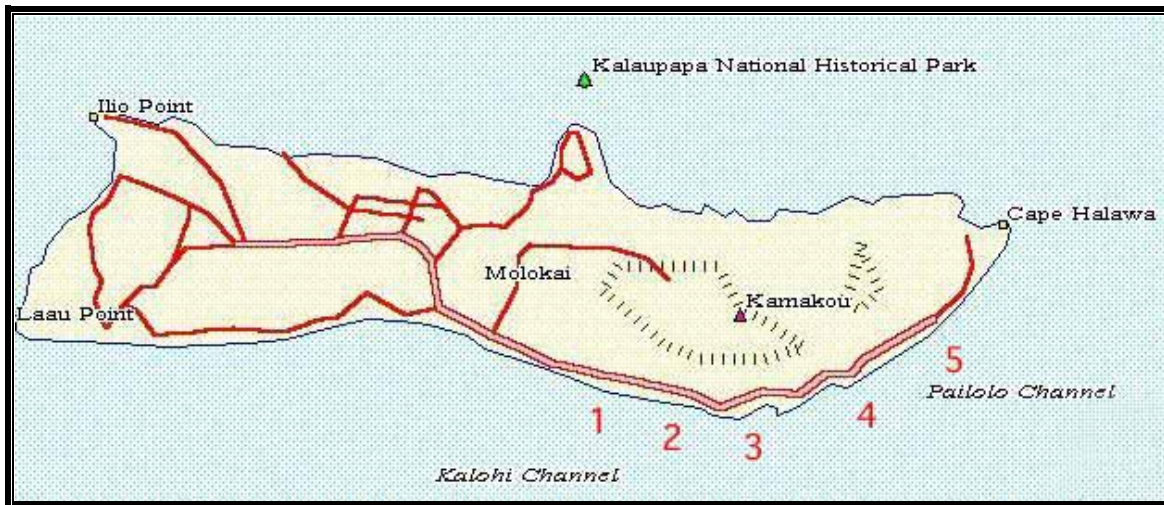 Kalaupapa National Historical Park
Ilio Point
Cape Halawa
Molokai
Kamakou
Laau Point
5
Pailolo Channel
1
4
2
3
Kalohi Channel